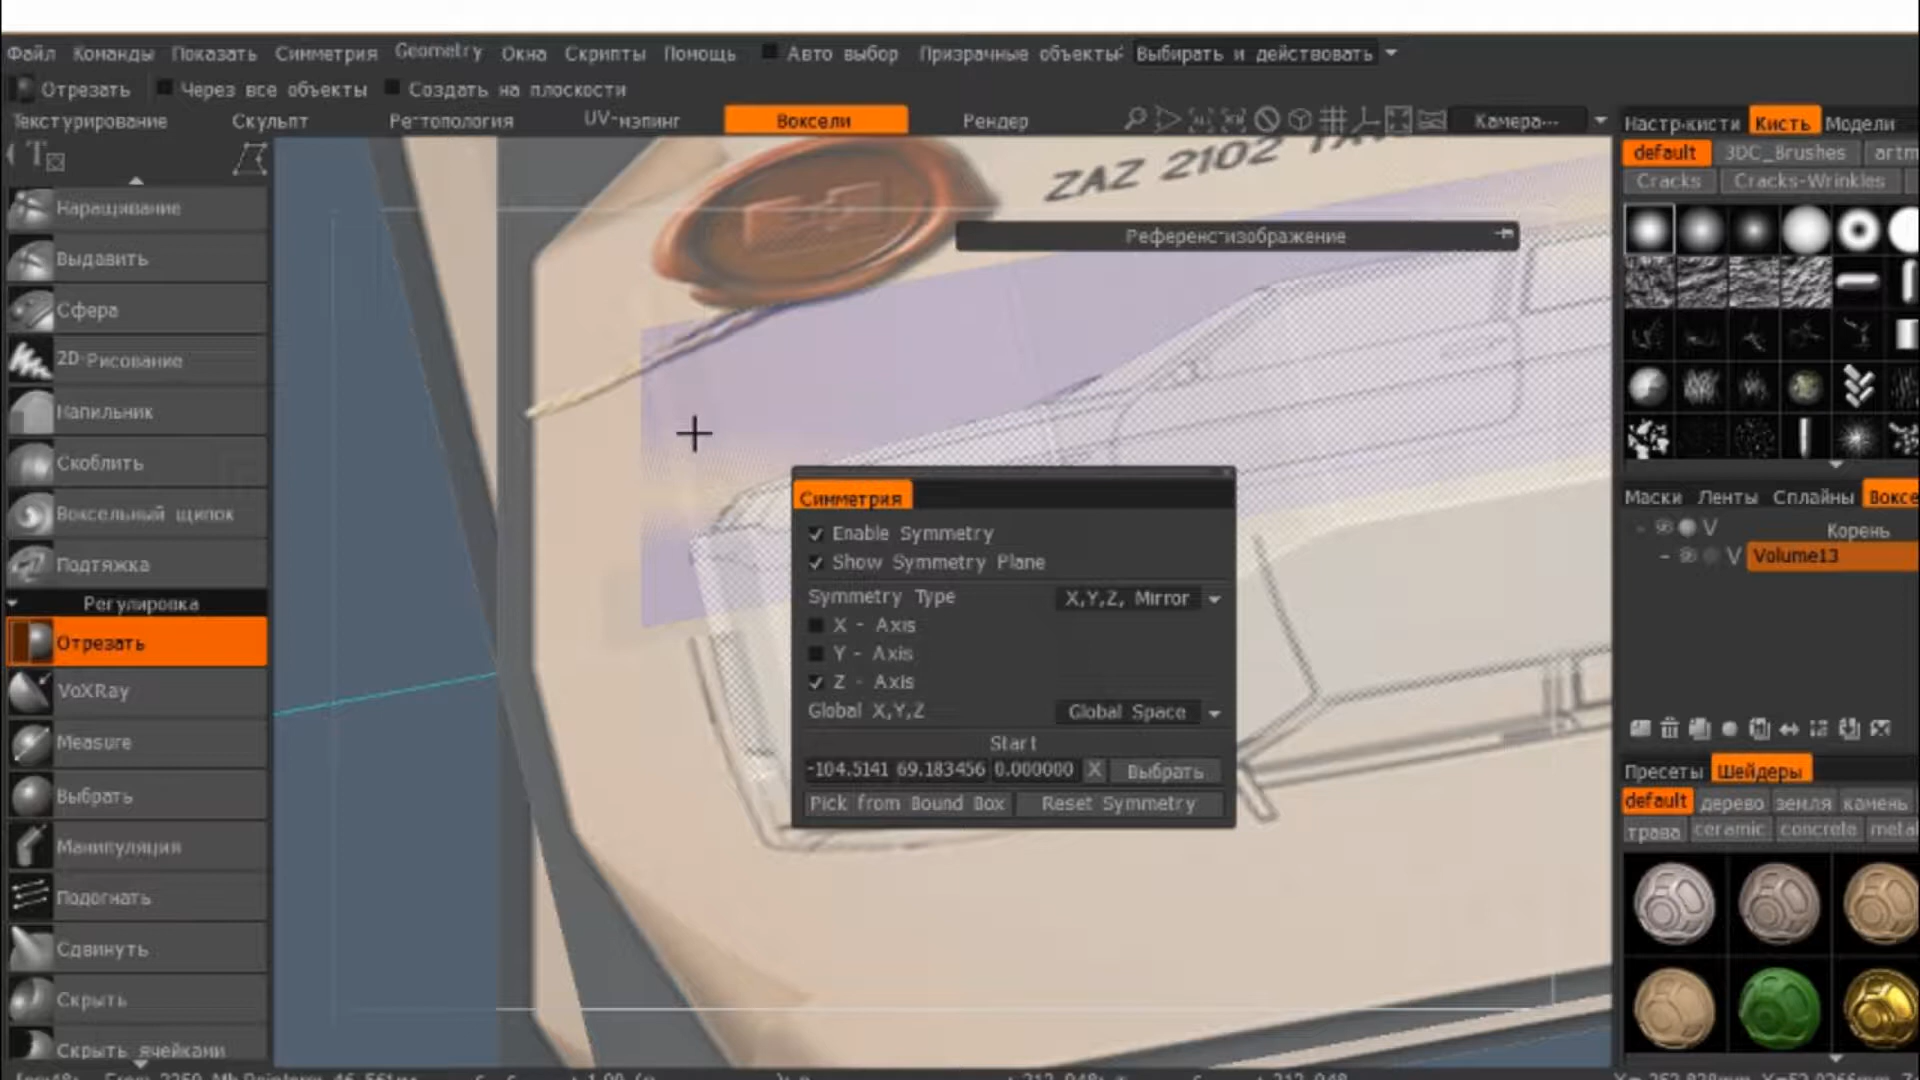 Файл Команды Показать Симметрия Geometry Окна Скрипты Помощь Авто выбор Призрачные объекты: Выбирать и действовать
Отрезать Через все объекты Создать на плоскости
Текстурирование Скульпт Ретопология UV-мэпинг Воксели Рендер Камера...
Настр.кисти Кисть Модели
default 3DC_Brushes artm
Cracks Cracks-Wrinkles
ZAZ 2102
Референс-изображение
Наращивание
Выдавить
Сфера
2D-Рисование
Напильник
Скоблить
Воксельный щипок
Подтяжка
Регулировка
Отрезать
VoXRay
Measure
Выбрать
Манипуляция
Подогнать
Сдвинуть
Скрыть
Скрыть ячейками
Симметрия
Enable Symmetry
Show Symmetry Plane
Symmetry Type X,Y,Z, Mirror
X - Axis
Y - Axis
Z - Axis
Global X,Y,Z Global Space
Start
-104.5141 69.183456 0.000000 X Выбрать
Pick from Bound Box Reset Symmetry
Маски Ленты Сплайны Воксе
V Корень
V Volume13
Пресеты Шейдеры
default дерево земля камень
трава ceramic concrete metal